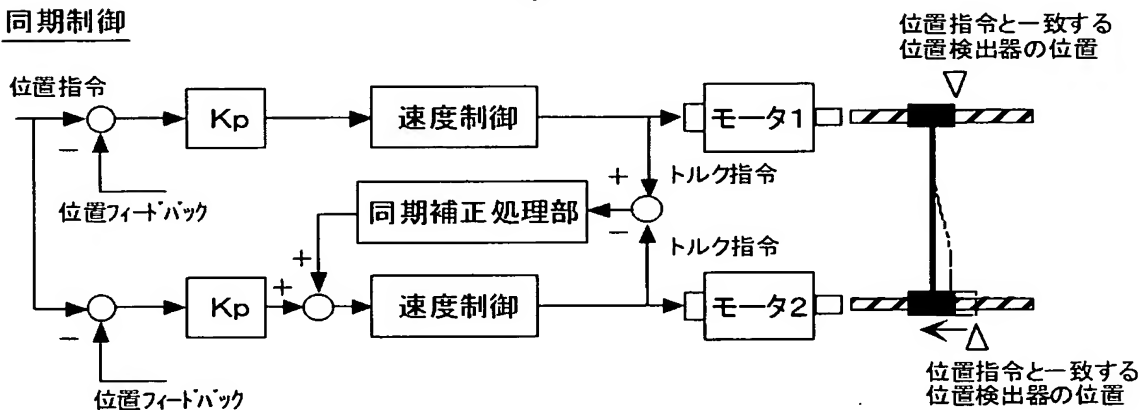 同期制御
位置指令と一致する
位置検出器の位置
位置指令
Kp
速度制御
モータ1
−
+
トルク指令
位置フィードバック
同期補正処理部
−
トルク指令
+
+
Kp
速度制御
モータ2
−
位置フィードバック
位置指令と一致する
位置検出器の位置